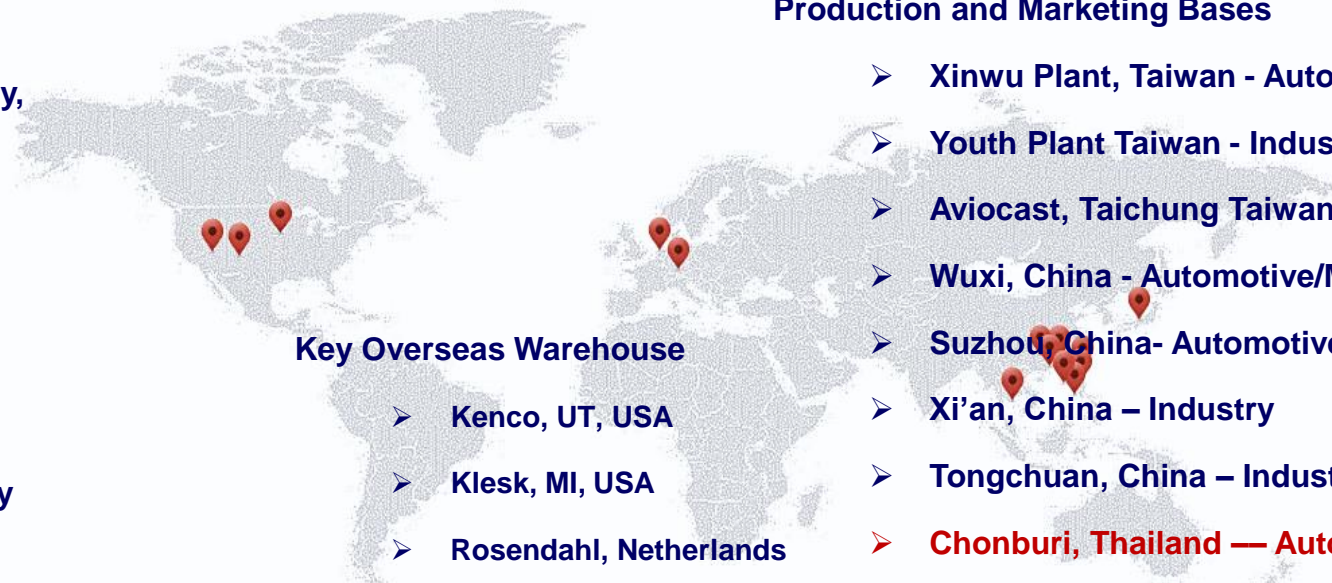 Production and Marketing Bases
Xinwu Plant, Taiwan - Auto
y,
Youth Plant Taiwan - Indus
Aviocast, Taichung Taiwan
Wuxi, China - Automotive/
Suzhou, China- Automotive
Xi’an, China – Industry
Tongchuan, China – Indust
Chonburri, Thailand –– Auto
Key Overseas Warehouse
Kenco, UT, USA
Klesk, MI, USA
Rosendahl, Netherlands
y